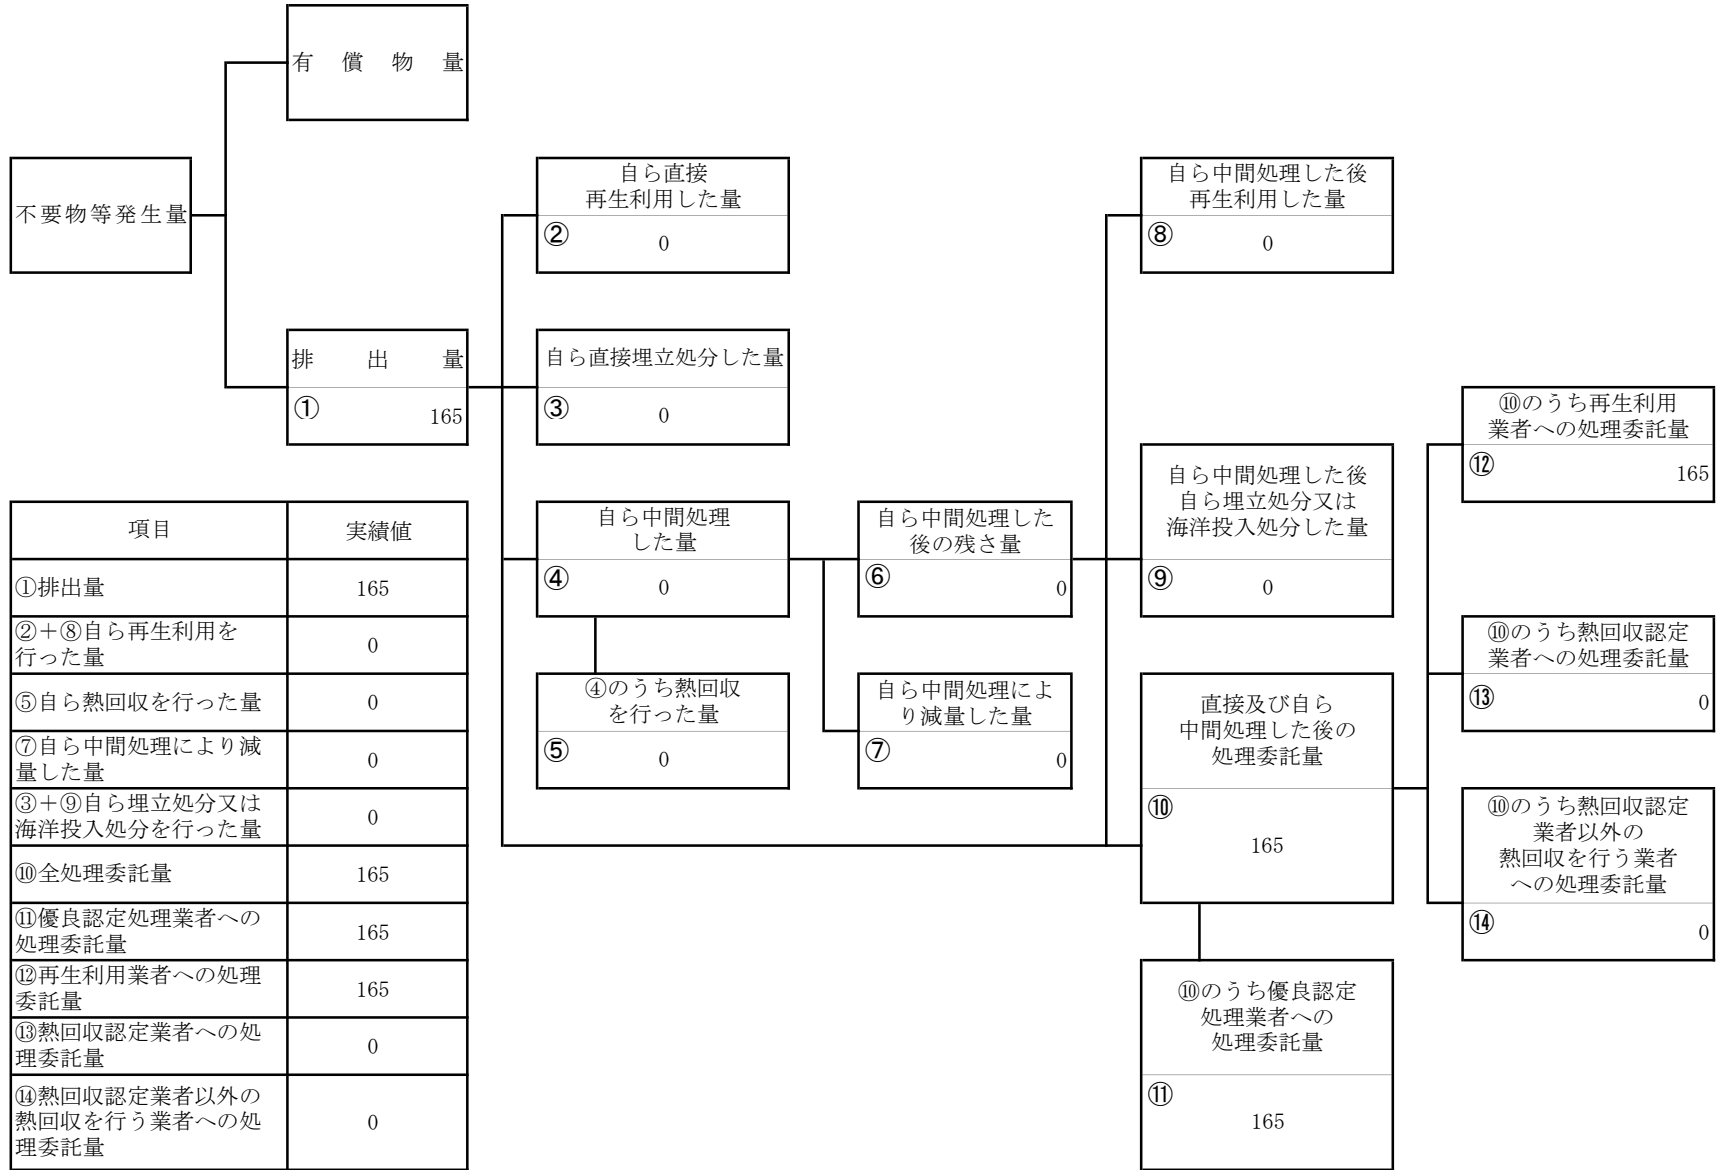 有償物量
不要物等発生量
排出量
① 165
自ら直接
再生利用した量
② 0
自ら直接埋立処分した量
③ 0
自ら中間処理
した量
④ 0
④のうち熱回収
を行った量
⑤ 0
自ら中間処理した
後の残さ量
⑥ 0
自ら中間処理によ
り減量した量
⑦ 0
自ら中間処理した後
再生利用した量
⑧ 0
自ら中間処理した後
自ら埋立処分又は
海洋投入処分した量
⑨ 0
直接及び自ら
中間処理した後の
処理委託量
⑩
165
⑩のうち優良認定
処理業者への
処理委託量
⑪
165
⑩のうち再生利用
業者への処理委託量
⑫ 165
⑩のうち熱回収認定
業者への処理委託量
⑬ 0
⑩のうち熱回収認定
業者以外の
熱回収を行う業者
への処理委託量
⑭ 0
項目 実績値
①排出量 165
②＋⑧自ら再生利用を
行った量 0
⑤自ら熱回収を行った量 0
⑦自ら中間処理により減
量した量 0
③＋⑨自ら埋立処分又は
海洋投入処分を行った量 0
⑩全処理委託量 165
⑪優良認定処理業者への
処理委託量 165
⑫再生利用業者への処理
委託量 165
⑬熱回収認定業者への処
理委託量 0
⑭熱回収認定業者以外の
熱回収を行う業者への処
理委託量 0